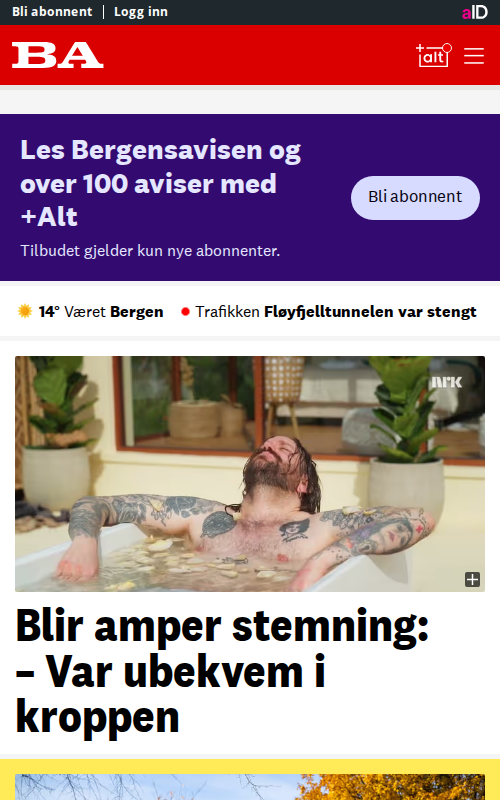 Bli abonnent | Logg inn
aID
BA
+alt
Les Bergensavisen og
over 100 aviser med
+Alt
Tilbudet gjelder kun nye abonnenter.
Bli abonnent
14° Været Bergen
Trafikken Fløyfjelltunnelen var stengt
nrk
Blir amper stemning:
– Var ubekvem i
kroppen